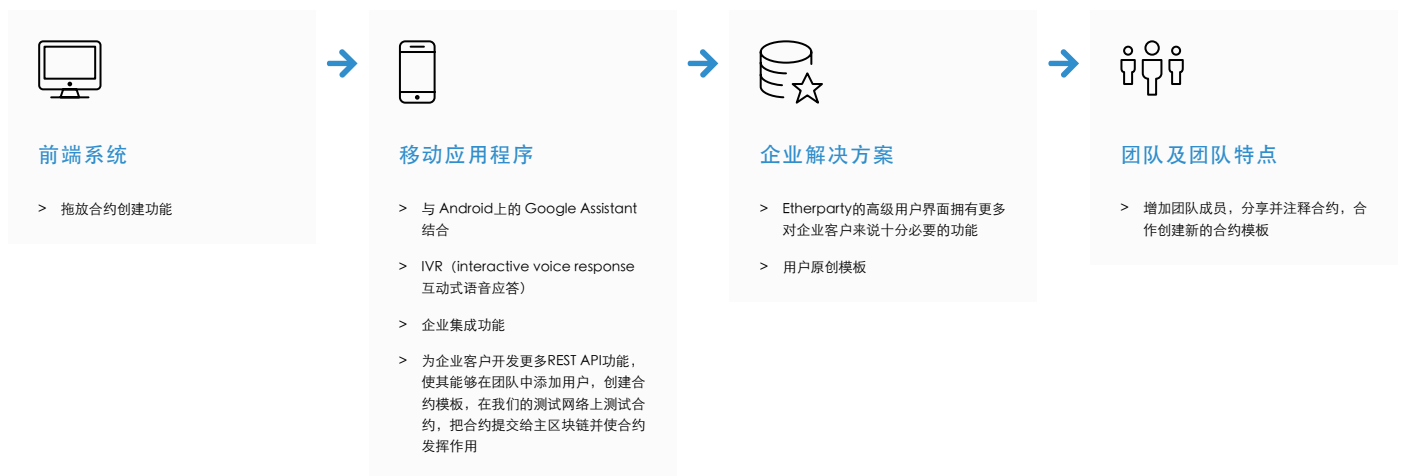 前端系统
> 拖放合约创建功能
移动应用程序
> 与 Android上的 Google Assistant
结合
> IVR（interactive voice response
互动式语音应答）
> 企业集成功能
> 为企业客户开发更多REST API功能，
使其能够在团队中添加用户，创建合
约模板，在我们的测试网络上测试合
约，把合约提交给主区块链并使合约
发挥作用
企业解决方案
> Etherparty的高级用户界面拥有更多
对企业客户来说十分必要的功能
> 用户原创模板
团队及团队特点
> 增加团队成员，分享并注释合约，合
作创建新的合约模板